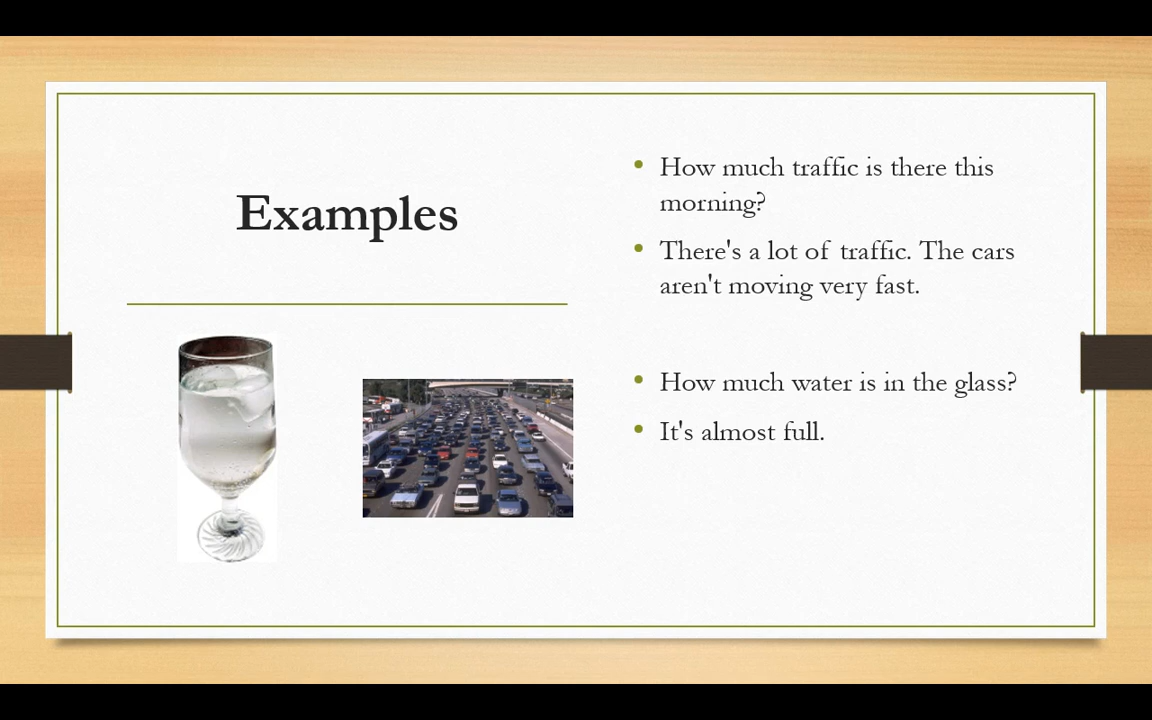 Examples
How much traffic is there this
morning?
There's a lot of traffic. The cars
aren't moving very fast.
How much water is in the glass?
It's almost full.